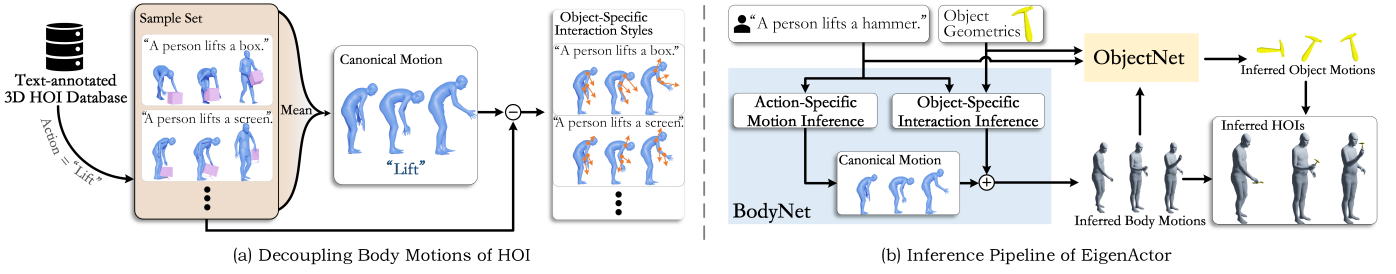 Sample Set
“A person lifts a box.”
“A person lifts a screen.”
Text-annotated
3D HOI Database
Action = “Lift”
Mean
Canonical Motion
“Lift”
Object-Specific
Interaction Styles
“A person lifts a box.”
“A person lifts a screen.”
(a) Decoupling Body Motions of HOI
“A person lifts a hammer.”
Object
Geometrics
ObjectNet
Inferred Object Motions
Action-Specific
Motion Inference
Object-Specific
Interaction Inference
Canonical Motion
BodyNet
Inferred Body Motions
Inferred HOIs
(b) Inference Pipeline of EigenActor